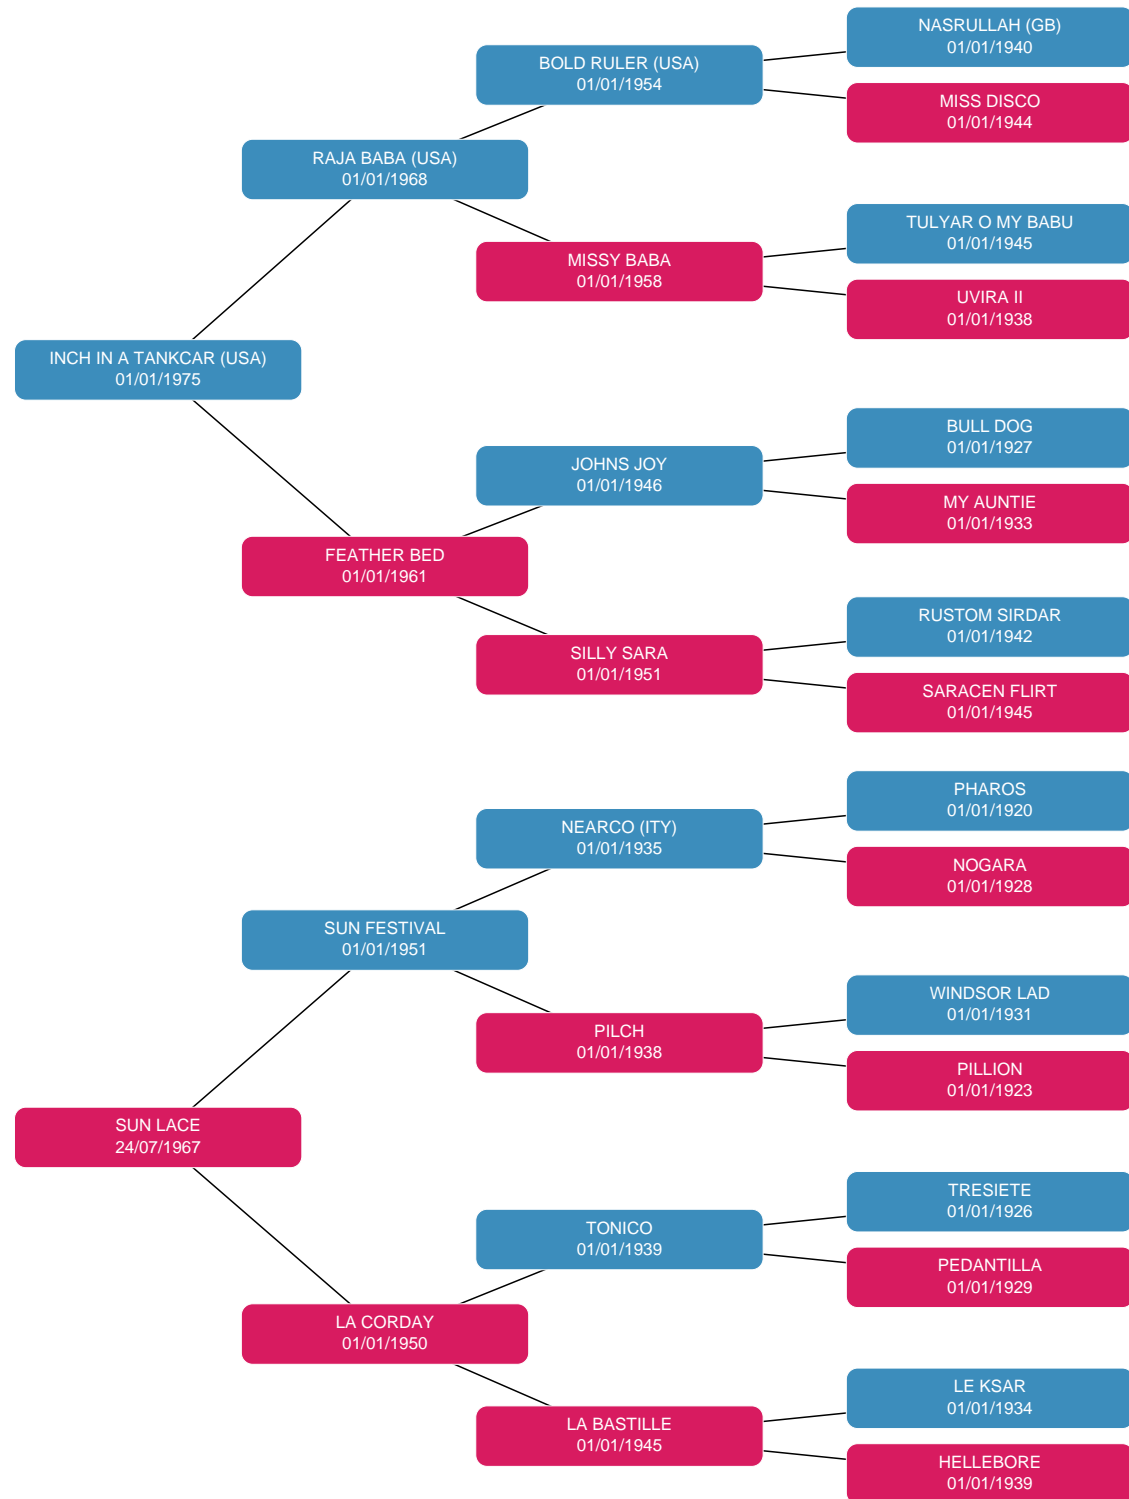 NASRULLAH (GB)
01/01/1940
BOLD RULER (USA)
01/01/1954
MISS DISCO
01/01/1944
RAJA BABA (USA)
01/01/1968
TULYAR O MY BABU
01/01/1945
MISSY BABA
01/01/1958
UVIRA II
01/01/1938
INCH IN A TANKCAR (USA)
01/01/1975
BULL DOG
01/01/1927
JOHNS JOY
01/01/1946
MY AUNTIE
01/01/1933
FEATHER BED
01/01/1961
RUSTOM SIRDAR
01/01/1942
SILLY SARA
01/01/1951
SARACEN FLIRT
01/01/1945
PHAROS
01/01/1920
NEARCO (ITY)
01/01/1935
NOGARA
01/01/1928
SUN FESTIVAL
01/01/1951
WINDSOR LAD
01/01/1931
PILCH
01/01/1938
PILLION
01/01/1923
SUN LACE
24/07/1967
TRESIETE
01/01/1926
TONICO
01/01/1939
PEDANTILLA
01/01/1929
LA CORDAY
01/01/1950
LE KSAR
01/01/1934
LA BASTILLE
01/01/1945
HELLEBORE
01/01/1939